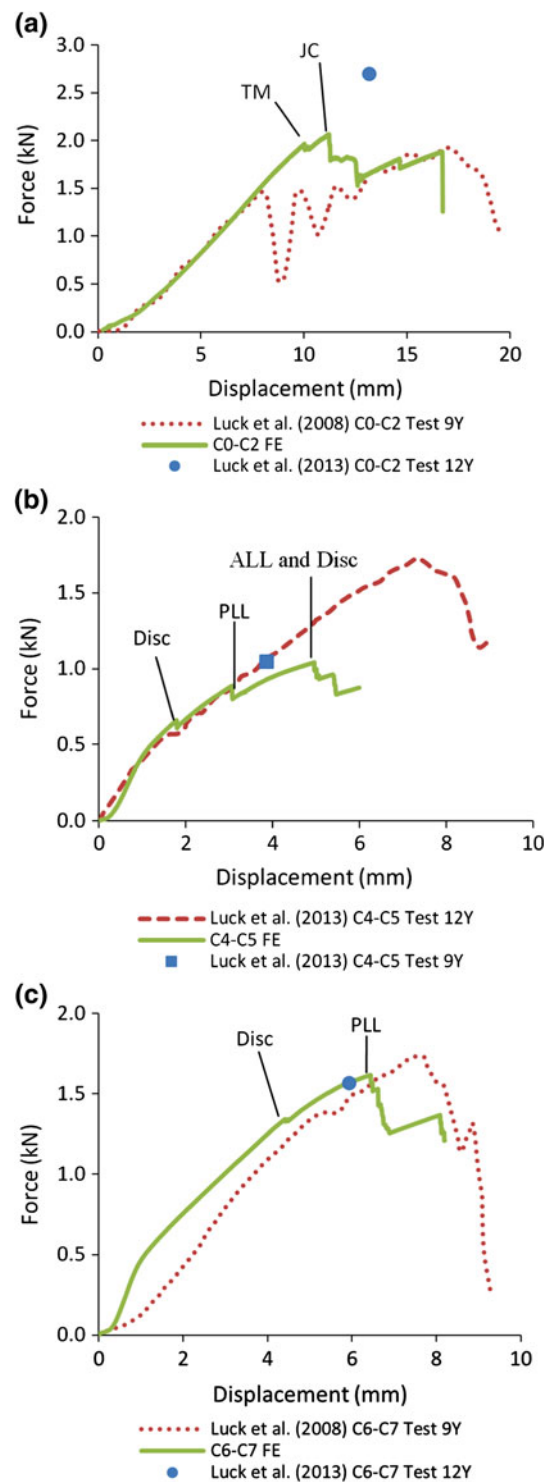 (a)
3.0
2.5
2.0
1.5
1.0
0.5
0.0
Force (kN)
TM
JC
0
5
10
15
20
Displacement (mm)
Luck et al. (2008) C0-C2 Test 9Y
C0-C2 FE
Luck et al. (2013) C0-C2 Test 12Y
(b)
2.0
1.5
1.0
0.5
0.0
Force (kN)
Disc
PLL
ALL and Disc
0
2
4
6
8
10
Displacement (mm)
Luck et al. (2013) C4-C5 Test 12Y
C4-C5 FE
Luck et al. (2013) C4-C5 Test 9Y
(c)
2.0
1.5
1.0
0.5
0.0
Force (kN)
Disc
PLL
0
2
4
6
8
10
Displacement (mm)
Luck et al. (2008) C6-C7 Test 9Y
C6-C7 FE
Luck et al. (2013) C6-C7 Test 12Y